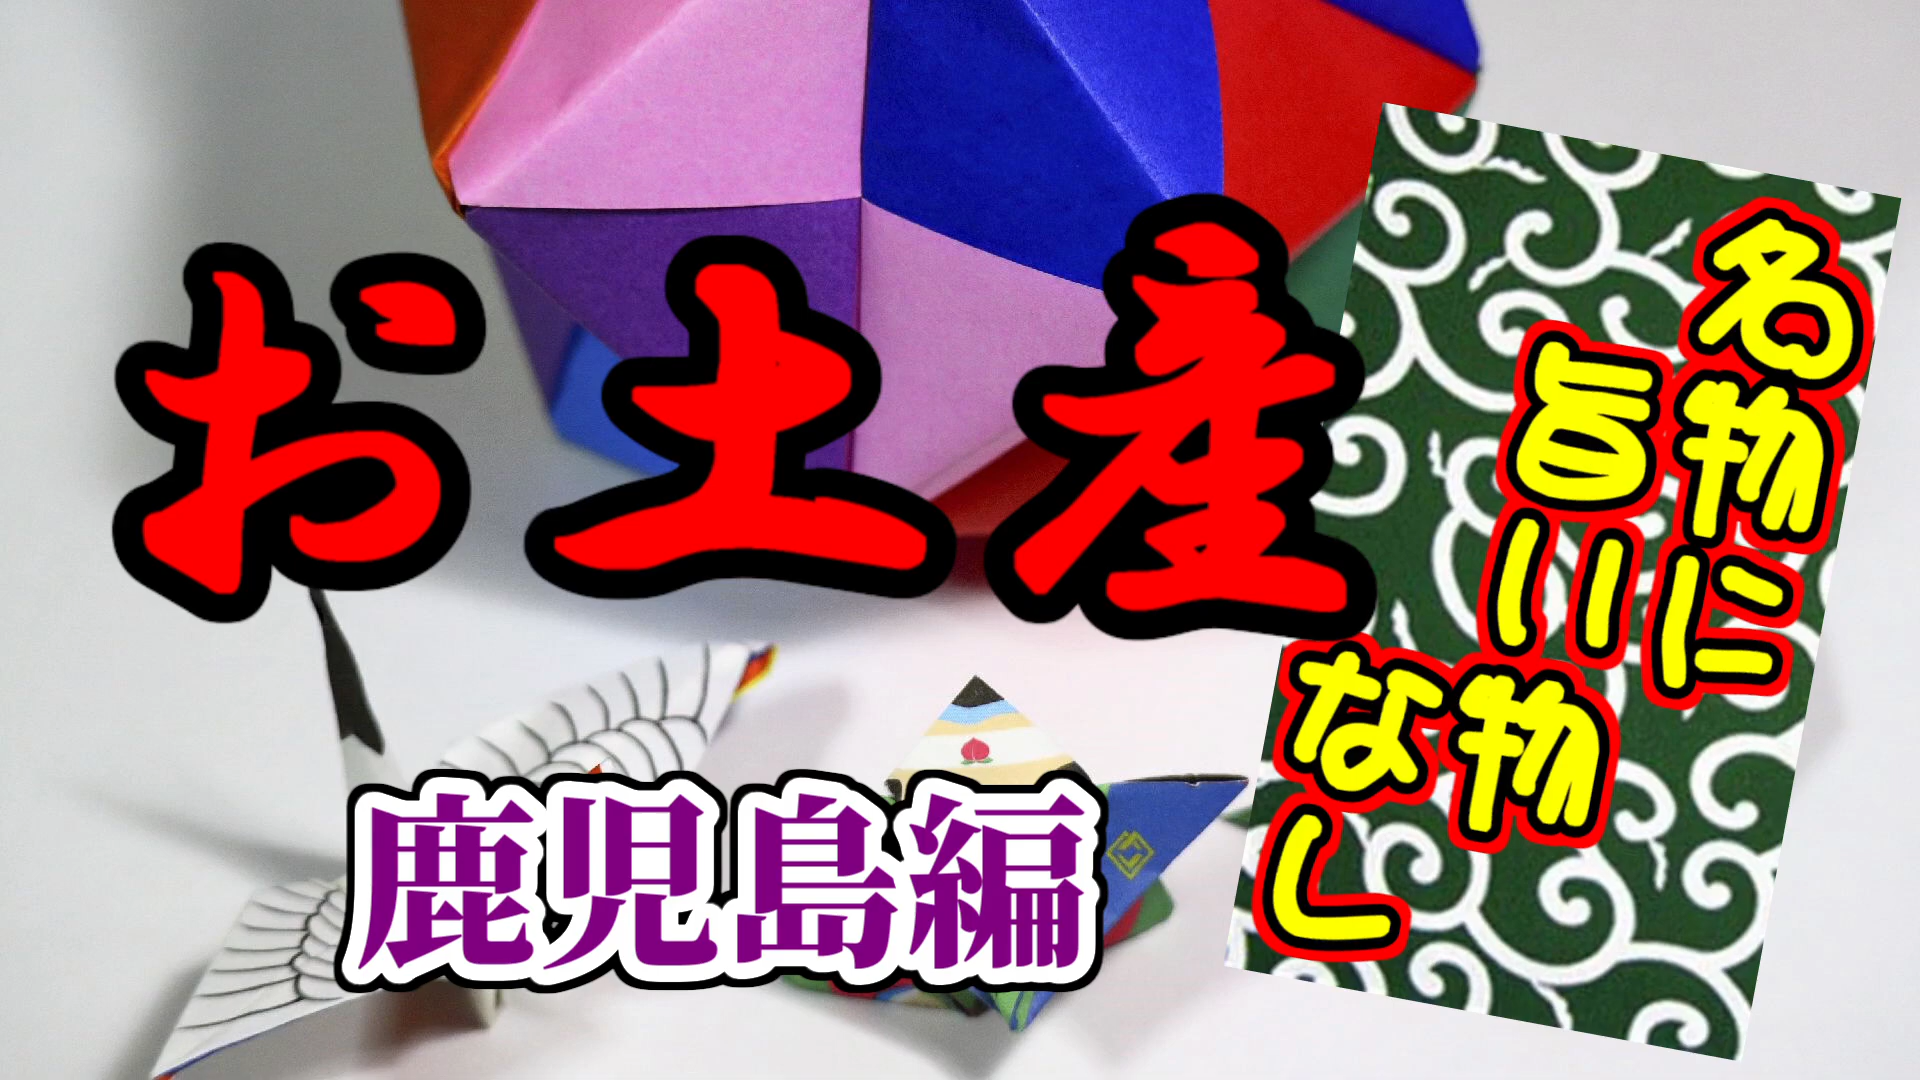 お土産
鹿児島編
名物に
旨い物
なし